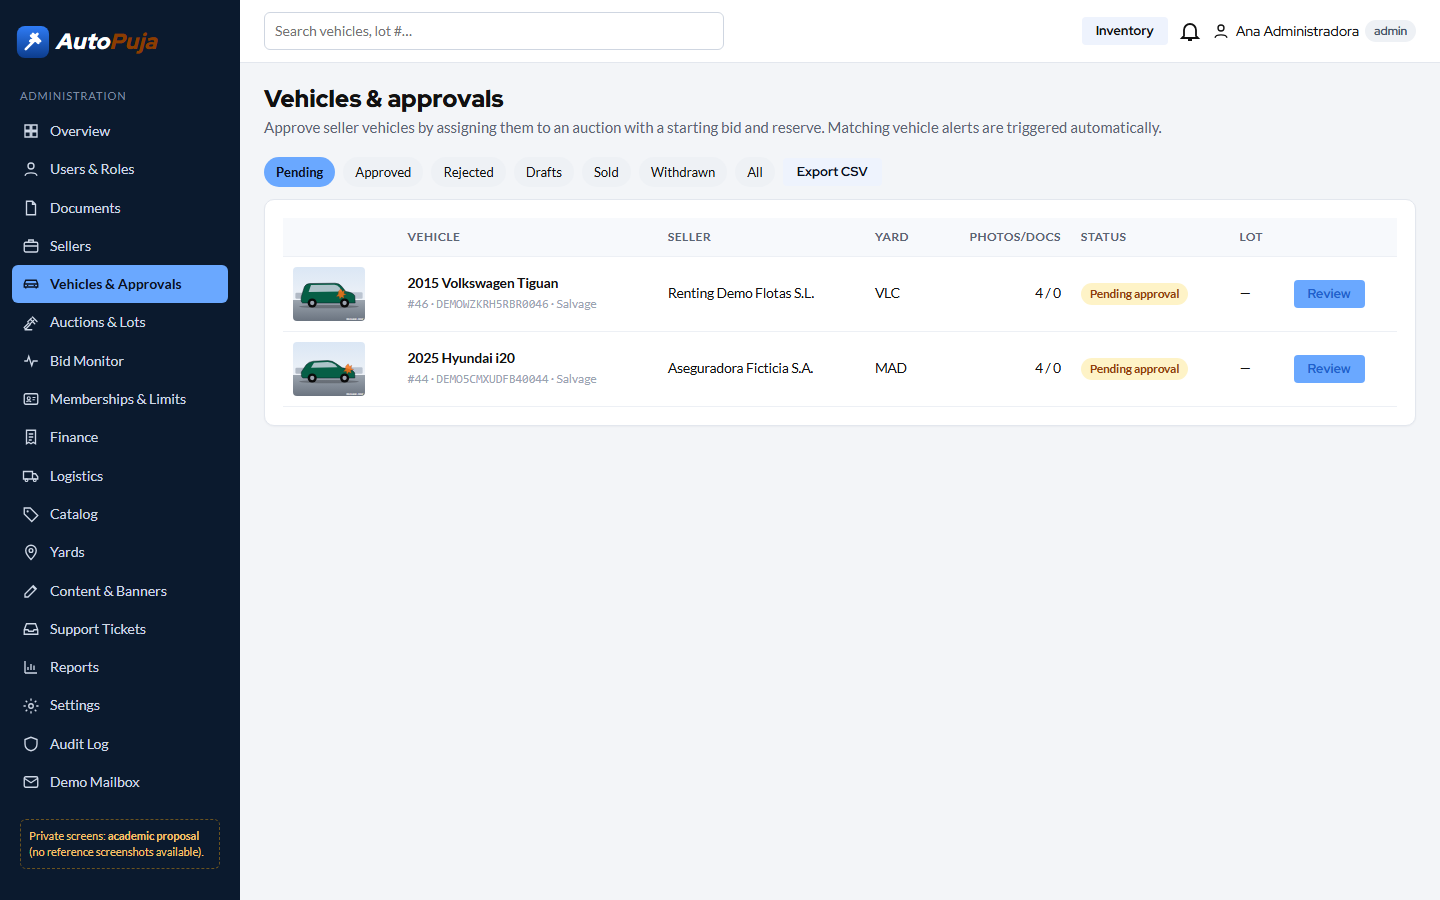 AutoPuja
Search vehicles, lot #...
Inventory
Ana Administradora
admin
ADMINISTRATION
Overview
Users & Roles
Documents
Sellers
Vehicles & Approvals
Auctions & Lots
Bid Monitor
Memberships & Limits
Finance
Logistics
Catalog
Yards
Content & Banners
Support Tickets
Reports
Settings
Audit Log
Demo Mailbox
Private screens: academic proposal
(no reference screenshots available).
Vehicles & approvals
Approve seller vehicles by assigning them to an auction with a starting bid and reserve. Matching vehicle alerts are triggered automatically.
Pending Approved Rejected Drafts Sold Withdrawn All Export CSV
VEHICLE SELLER YARD PHOTOS/DOCS STATUS LOT
2015 Volkswagen Tiguan
#46 · DEMOWZKRH5RBR0046 · Salvage
Renting Demo Flotas S.L. VLC 4 / 0 Pending approval — Review
2025 Hyundai i20
#44 · DEMO5CMXUDFB40044 · Salvage
Aseguradora Ficticia S.A. MAD 4 / 0 Pending approval — Review